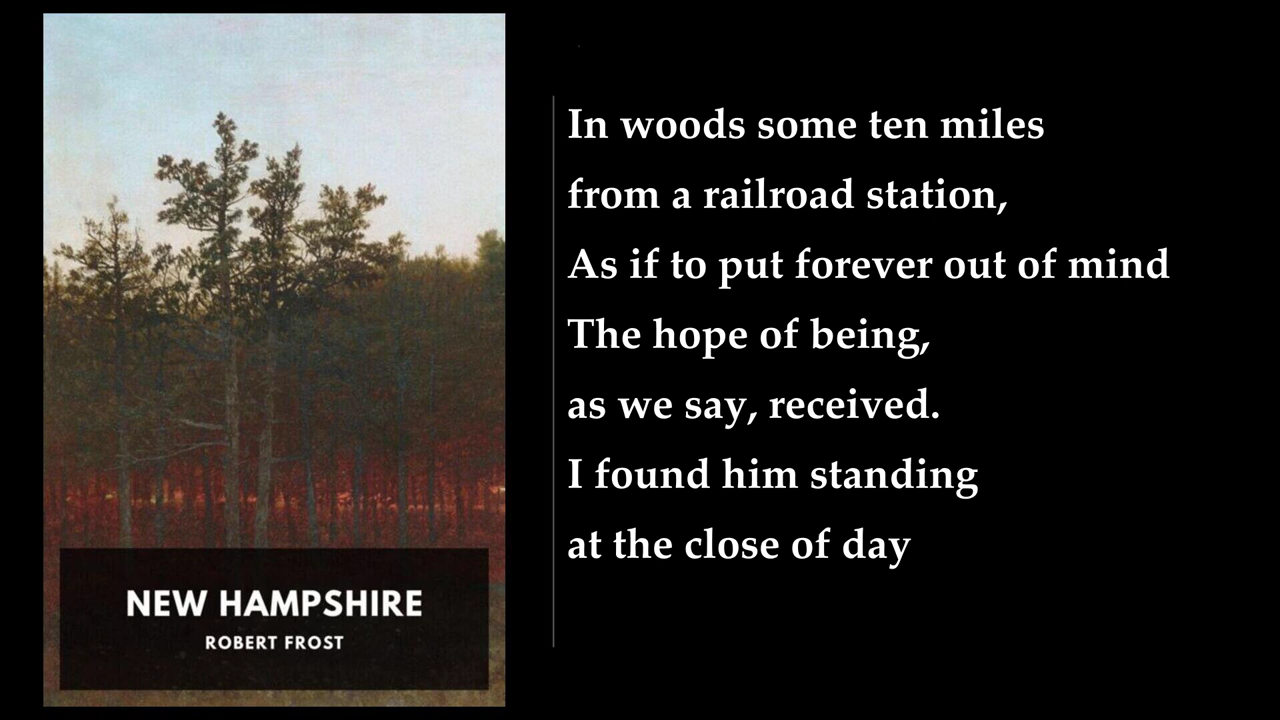 NEW HAMPSHIRE
ROBERT FROST
In woods some ten miles
from a railroad station,
As if to put forever out of mind
The hope of being,
as we say, received.
I found him standing
at the close of day